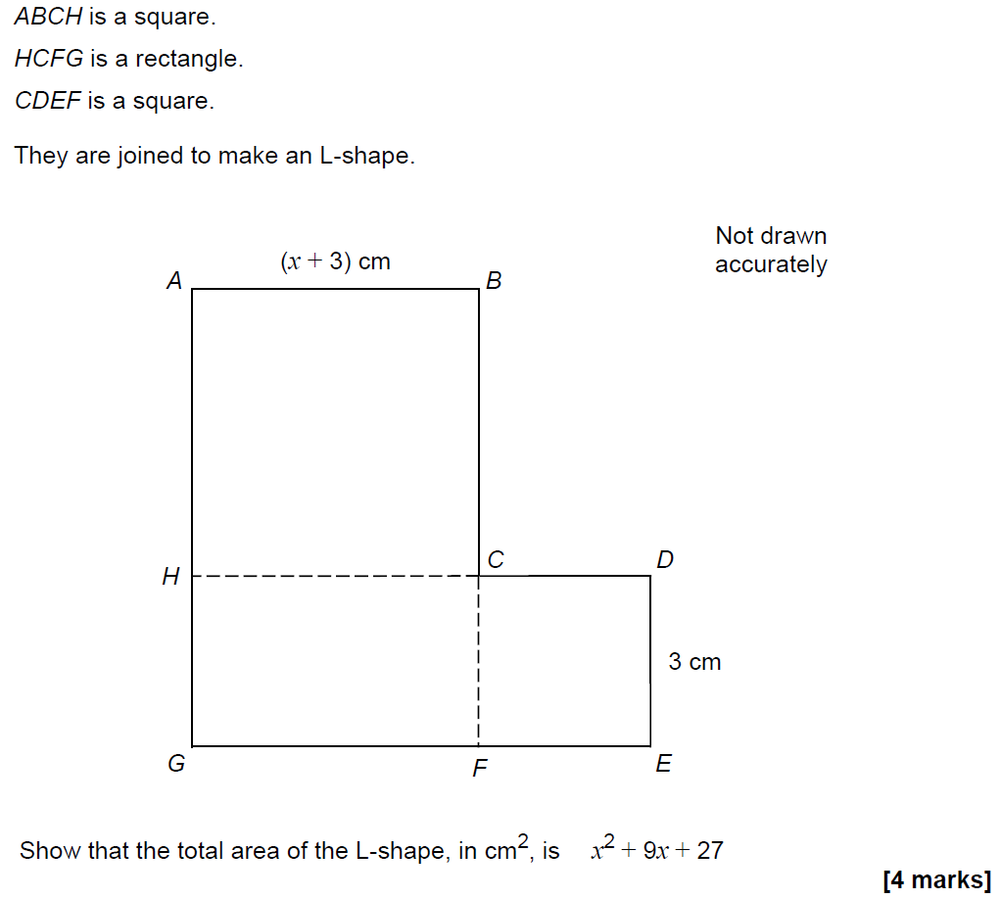 ABCH is a square.
HCFG is a rectangle.
CDEF is a square.
They are joined to make an L-shape.
Not drawn
accurately
(x + 3) cm
A
B
C
D
H
3 cm
G
F
E
Show that the total area of the L-shape, in cm², is x² + 9x + 27
[4 marks]